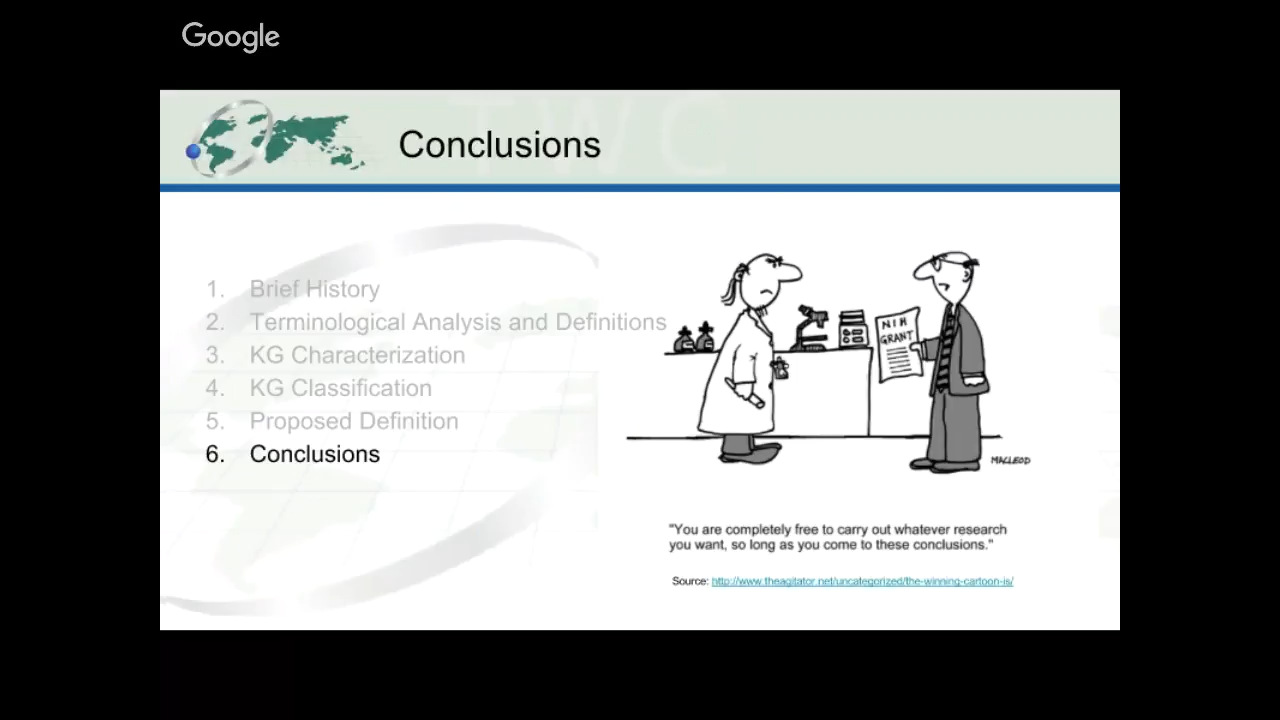 Google
TWC
Conclusions
1. Brief History
2. Terminological Analysis and Definitions
3. KG Characterization
4. KG Classification
5. Proposed Definition
6. Conclusions
NIH
GRANT
MACLEOD
"You are completely free to carry out whatever research
you want, so long as you come to these conclusions."
Source: http://www.theagitator.net/uncategorized/the-winning-cartoon-is/